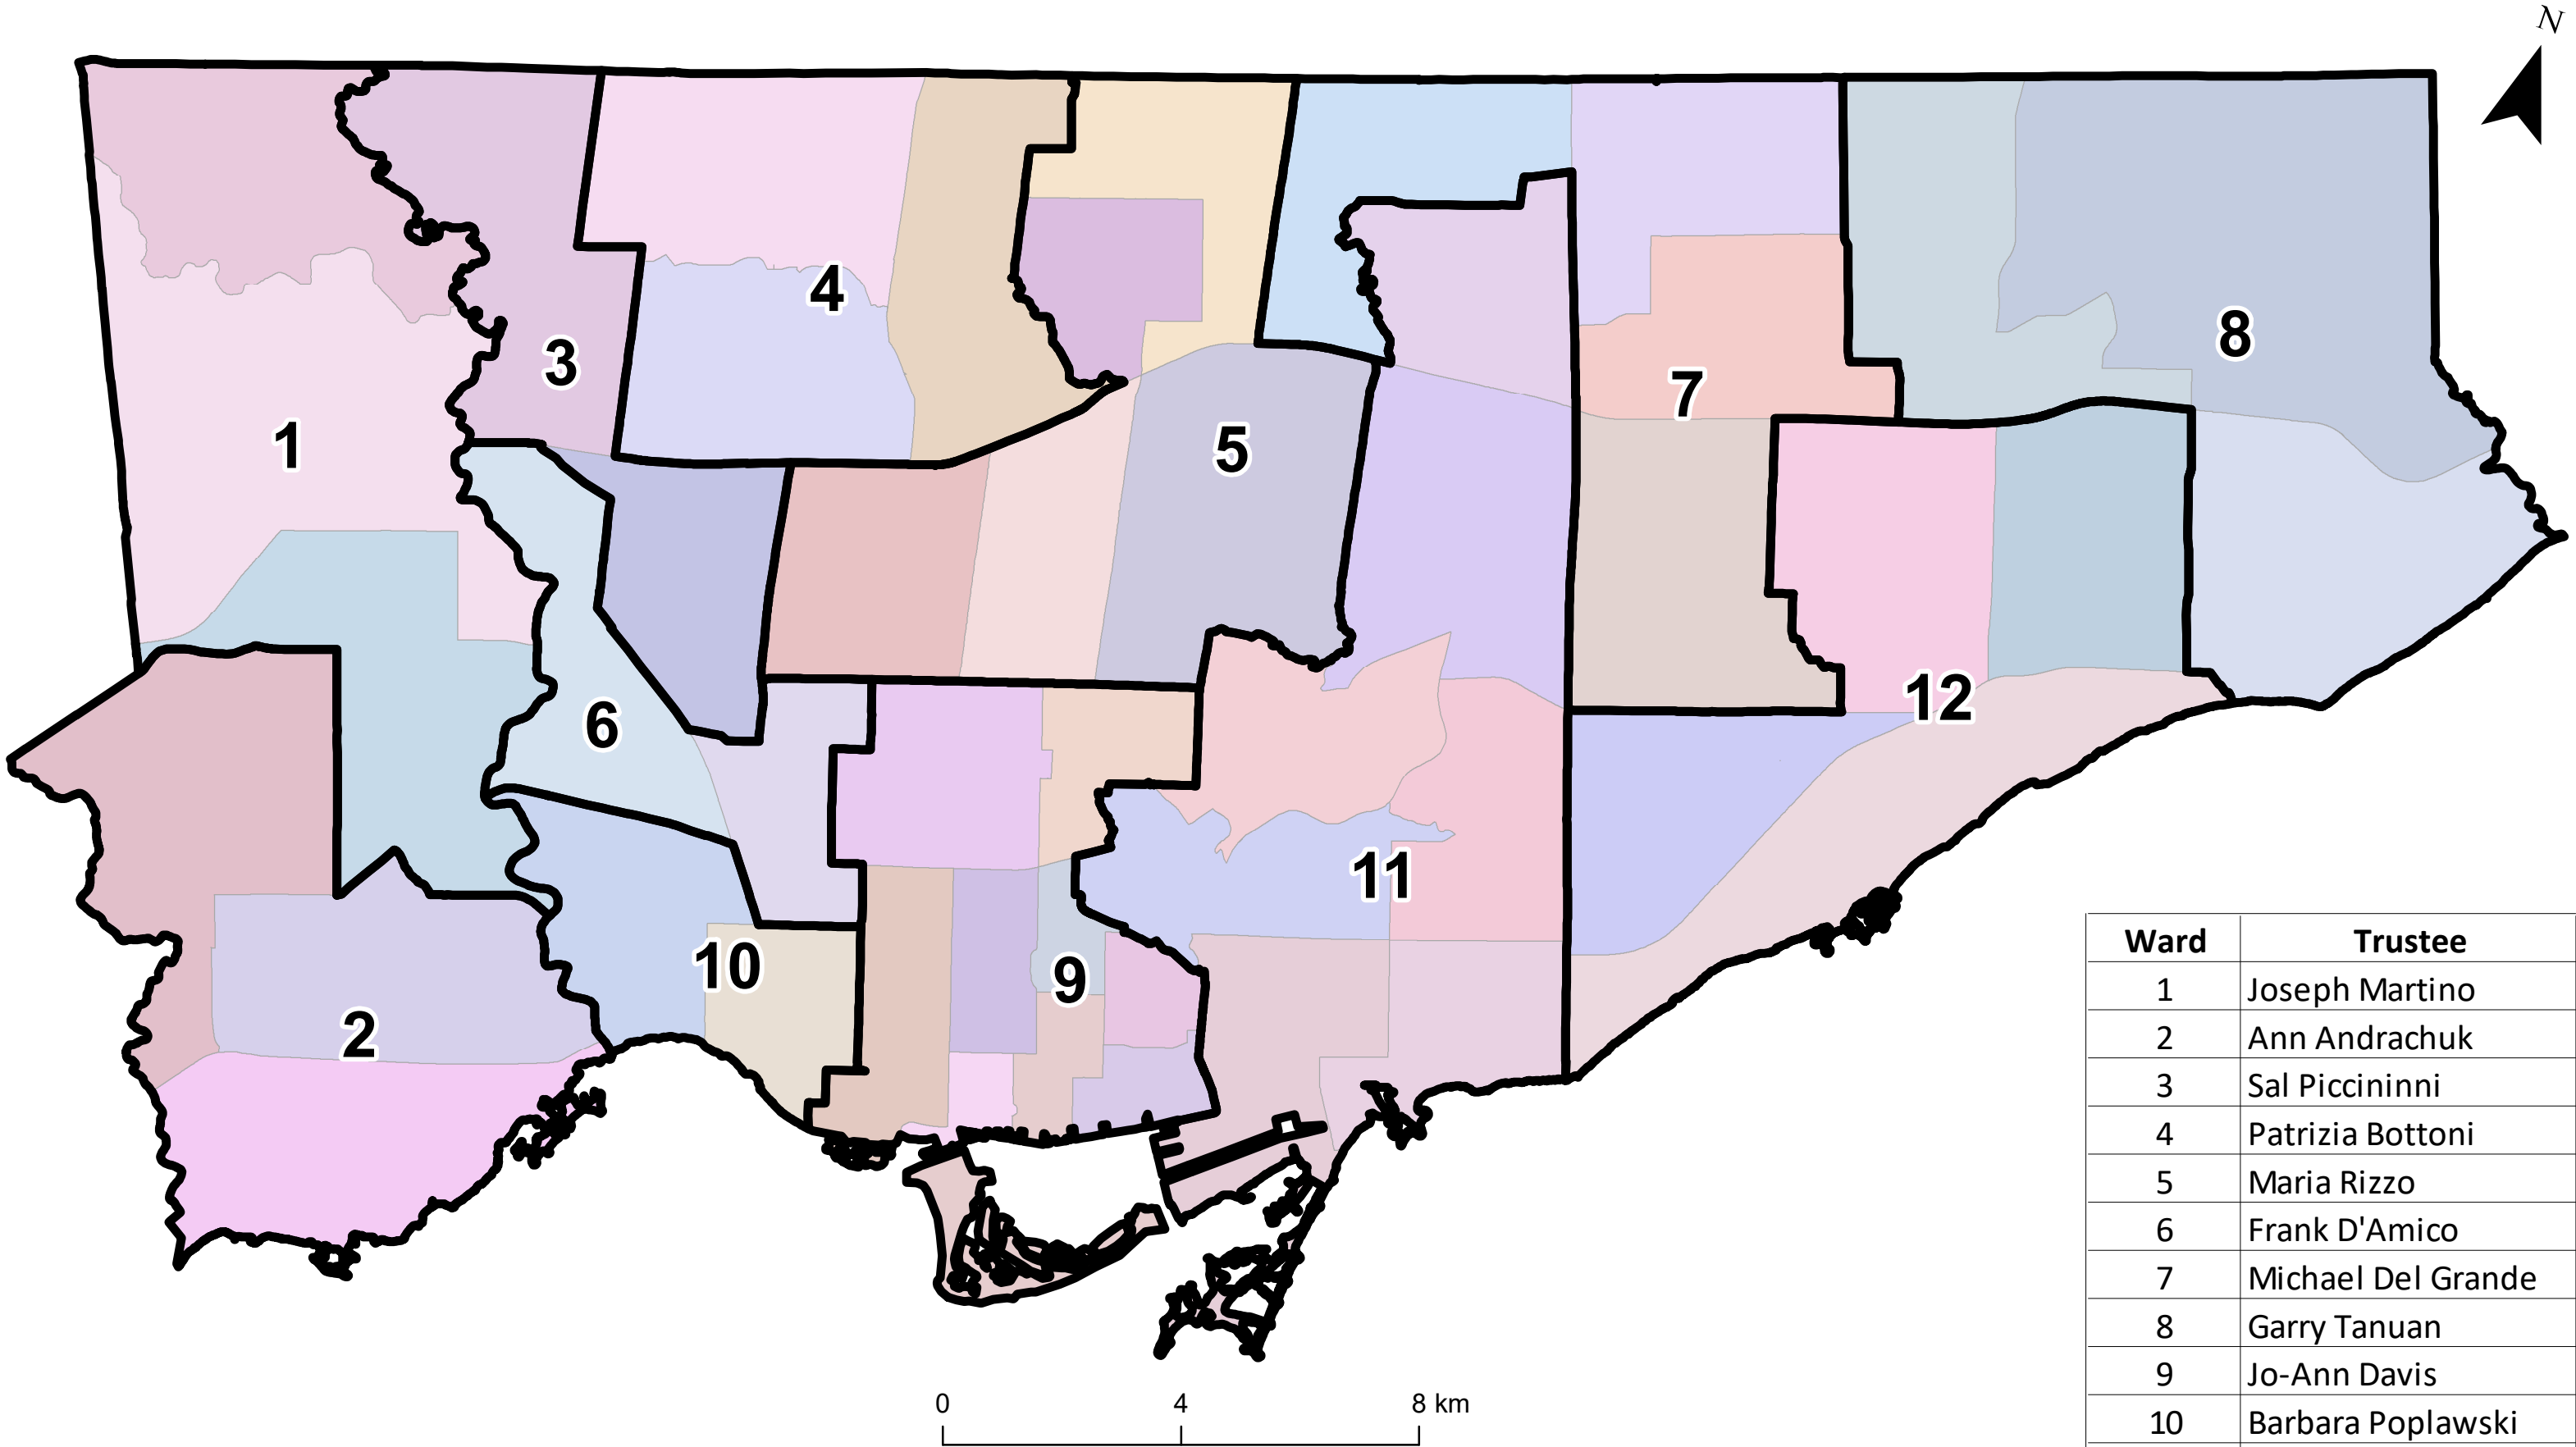 N
4
8
3
7
1
5
12
6
11
10
9
2
Ward Trustee
1 Joseph Martino
2 Ann Andrachuk
3 Sal Piccininni
4 Patrizia Bottoni
5 Maria Rizzo
6 Frank D'Amico
7 Michael Del Grande
8 Garry Tanuan
9 Jo-Ann Davis
10 Barbara Poplawski
0 4 8 km